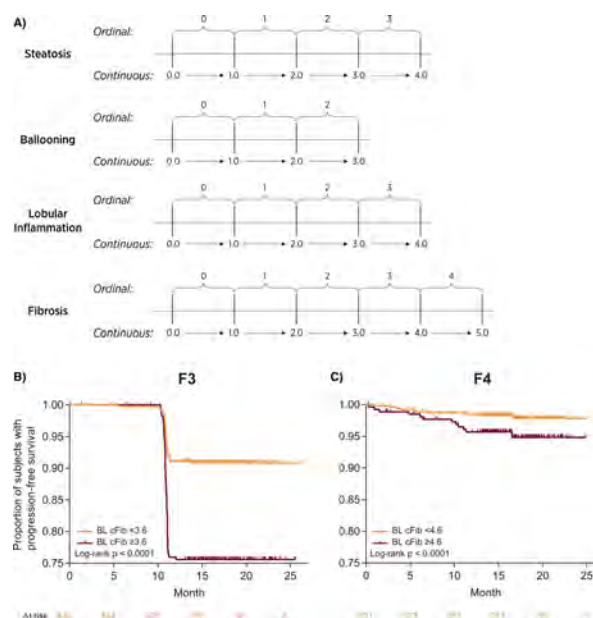 A)
Ordinal: 0 1 2 3
Steatosis
Continuous: 0.0 1.0 2.0 3.0 4.0
Ordinal: 0 1 2
Ballooning
Continuous: 0.0 1.0 2.0 3.0
Ordinal: 0 1 2 3
Lobular
Inflammation
Continuous: 0.0 1.0 2.0 3.0 4.0
Ordinal: 0 1 2 3 4
Fibrosis
Continuous: 0.0 1.0 2.0 3.0 4.0 5.0
B) F3
Proportion of subjects with
progression-free survival
1.00
0.95
0.90
0.85
0.80
0.75
BL cFib <3.6
BL cFib ≥3.6
Log-rank p < 0.0001
0 5 10 15 20 25
Month
C) F4
1.00
0.95
0.90
0.85
0.80
0.75
BL cFib <4.6
BL cFib ≥4.6
Log-rank p < 0.0001
0 5 10 15 20 25
Month